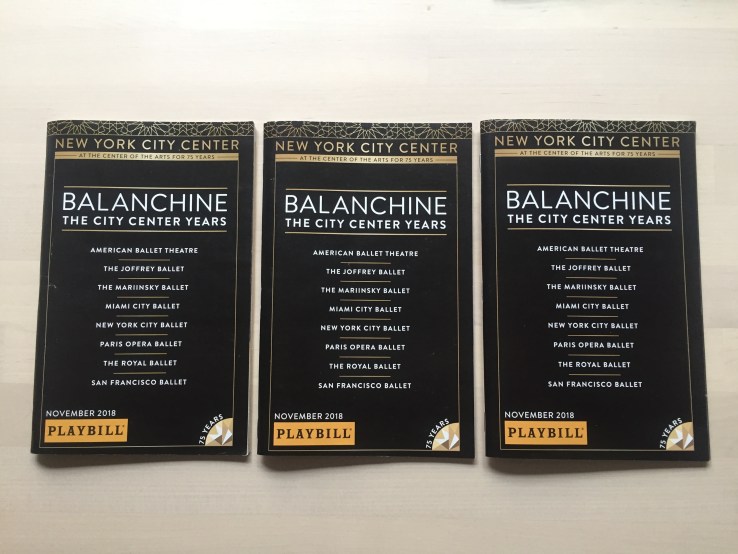 NEW YORK CITY CENTER
AT THE CENTER OF THE ARTS FOR 75 YEARS
BALANCHINE
THE CITY CENTER YEARS
AMERICAN BALLET THEATRE
THE JOFFREY BALLET
THE MARIINSKY BALLET
MIAMI CITY BALLET
NEW YORK CITY BALLET
PARIS OPERA BALLET
THE ROYAL BALLET
SAN FRANCISCO BALLET
NOVEMBER 2018
PLAYBILL®
75 YEARS
NEW YORK CITY CENTER
AT THE CENTER OF THE ARTS FOR 75 YEARS
BALANCHINE
THE CITY CENTER YEARS
AMERICAN BALLET THEATRE
THE JOFFREY BALLET
THE MARIINSKY BALLET
MIAMI CITY BALLET
NEW YORK CITY BALLET
PARIS OPERA BALLET
THE ROYAL BALLET
SAN FRANCISCO BALLET
NOVEMBER 2018
PLAYBILL®
75 YEARS
NEW YORK CITY CENTER
AT THE CENTER OF THE ARTS FOR 75 YEARS
BALANCHINE
THE CITY CENTER YEARS
AMERICAN BALLET THEATRE
THE JOFFREY BALLET
THE MARIINSKY BALLET
MIAMI CITY BALLET
NEW YORK CITY BALLET
PARIS OPERA BALLET
THE ROYAL BALLET
SAN FRANCISCO BALLET
NOVEMBER 2018
PLAYBILL®
75 YEARS